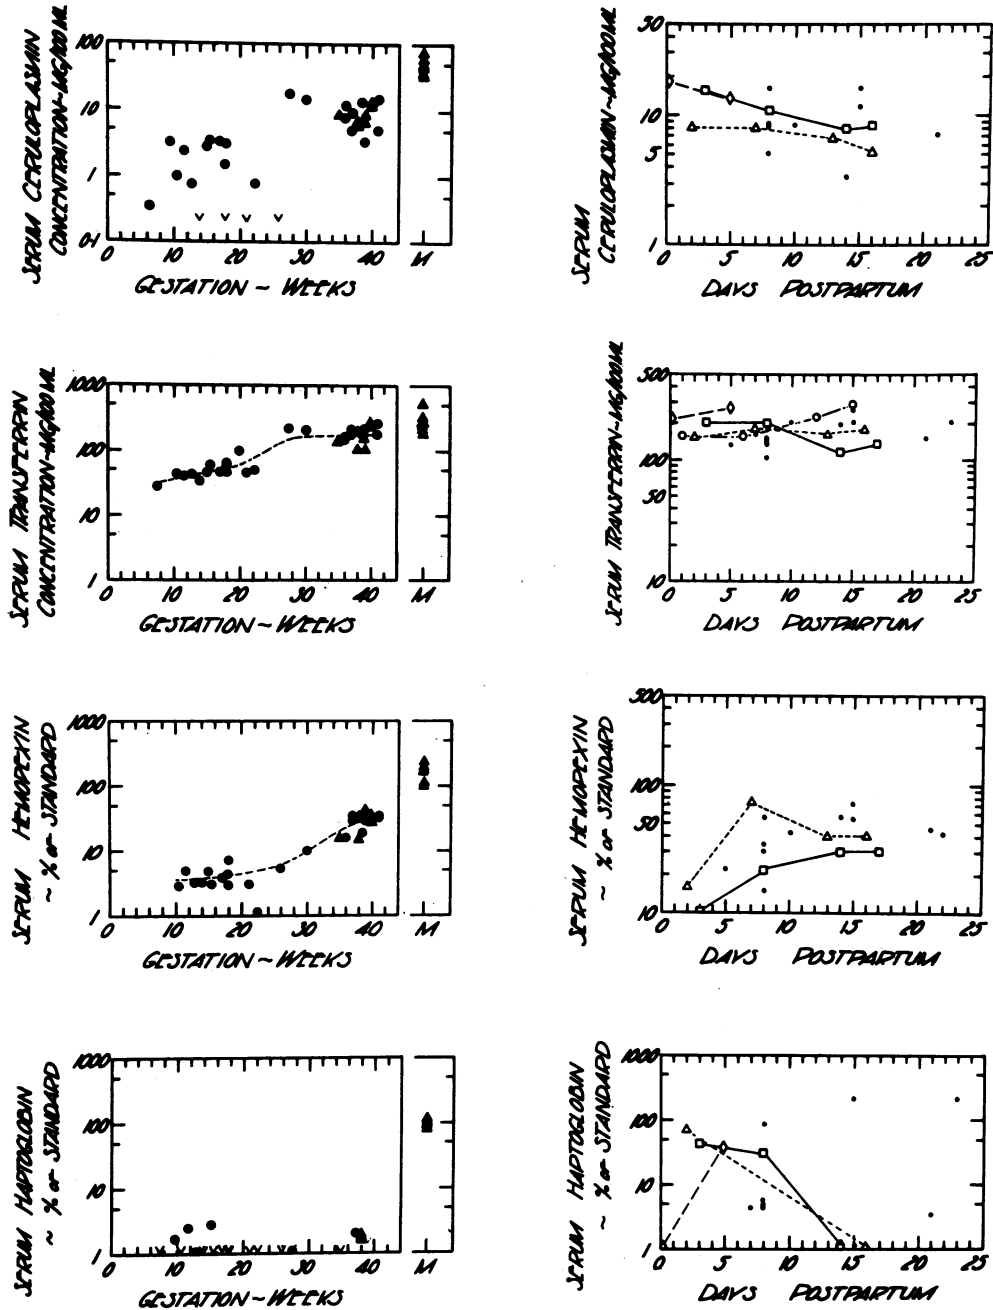 SERUM CERULOPLASMIN
CONCENTRATION~MG/100ML
100
10
1
0.1
0 10 20 30 40 M
GESTATION ~ WEEKS
SERUM
CERULOPLASMIN~MG/100ML
50
10
5
1
0 5 10 15 20 25
DAYS POSTPARTUM
SERUM TRANSFERRIN
CONCENTRATION~MG/100ML
1000
100
10
1
0 10 20 30 40 M
GESTATION ~ WEEKS
SERUM TRANSFERRIN~MG/100ML
500
100
50
10
0 5 10 15 20 25
DAYS POSTPARTUM
SERUM HEMOPEXIN
~ % OF STANDARD
1000
100
10
1
0 10 20 30 40 M
GESTATION ~ WEEKS
SERUM HEMOPEXIN
~ % OF STANDARD
500
100
50
10
0 5 10 15 20 25
DAYS POSTPARTUM
SERUM HAPTOGLOBIN
~ % OF STANDARD
1000
100
10
1
0 10 20 30 40 M
GESTATION ~ WEEKS
SERUM HAPTOGLOBIN
~ % OF STANDARD
1000
100
10
1
0 5 10 15 20 25
DAYS POSTPARTUM